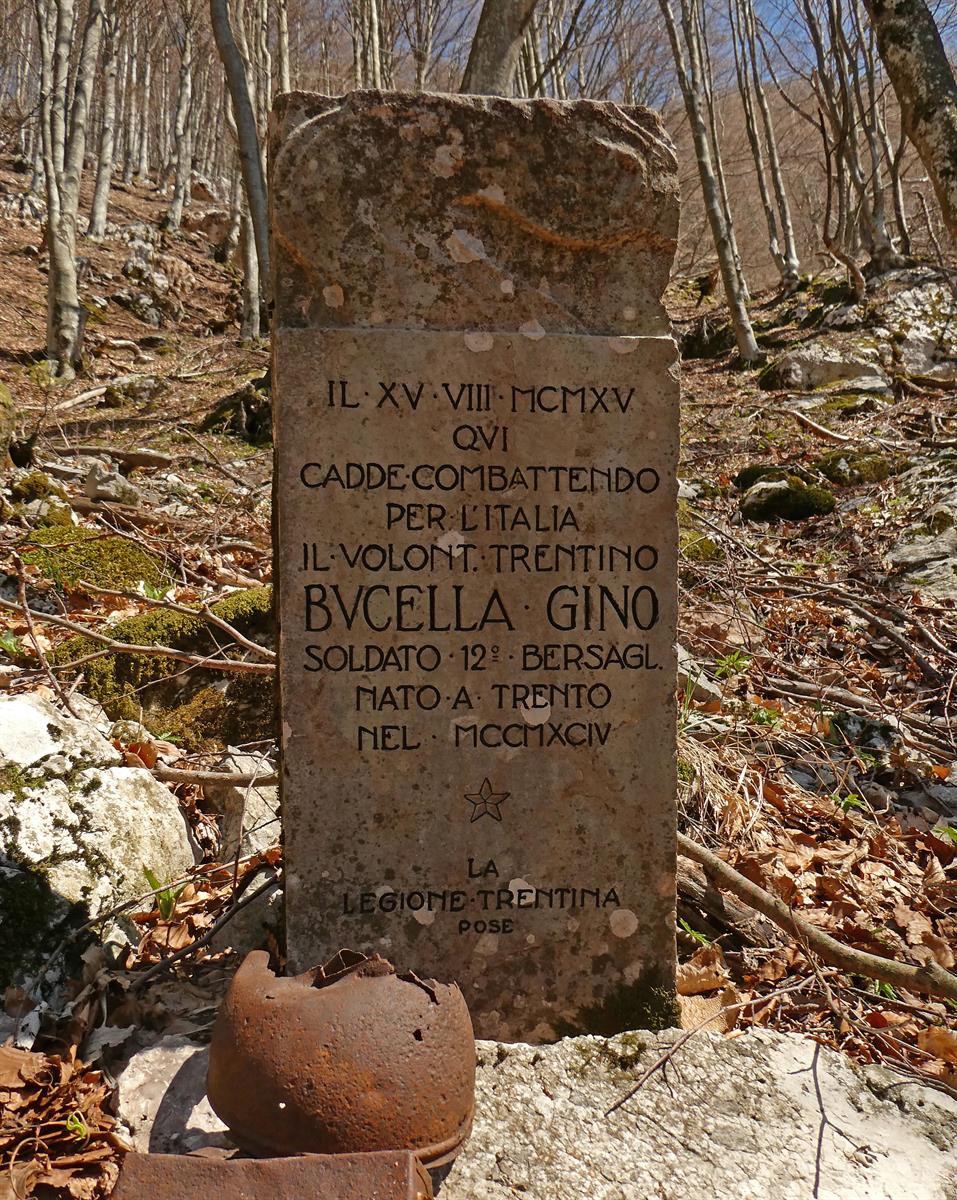 IL·XV·VIII·MCMXV
QVI
CADDE·COMBATTENDO
PER·L'ITALIA
IL·VOLONT.·TRENTINO
BVCELLA·GINO
SOLDATO·12º·BERSAGL.
NATO·A·TRENTO
NEL·MCCMXCIV
LA
LEGIONE·TRENTINA
POSE